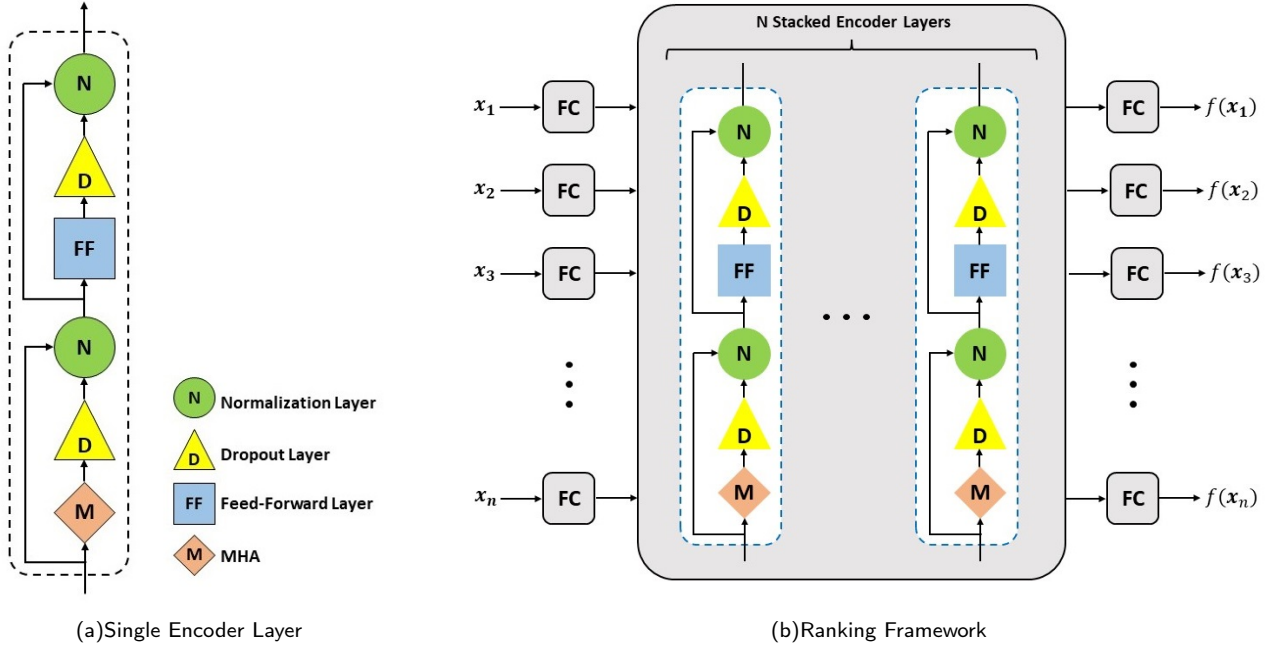 N
D
FF
N
D
M
N Normalization Layer
D Dropout Layer
FF Feed-Forward Layer
M MHA
(a)Single Encoder Layer
N Stacked Encoder Layers
x1 FC FC f(x1)
x2 FC FC f(x2)
x3 FC FC f(x3)
xn FC FC f(xn)
N N
D D
FF FF
...
N N
D D
M M
(b)Ranking Framework